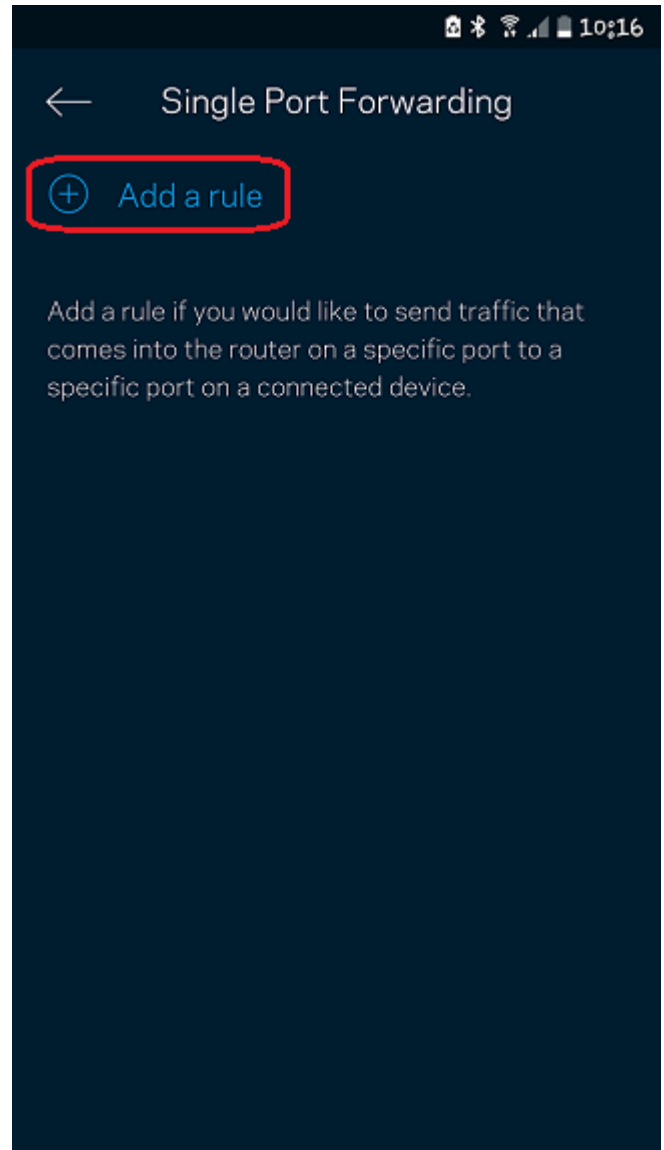 10:16
Single Port Forwarding
Add a rule
Add a rule if you would like to send traffic that
comes into the router on a specific port to a
specific port on a connected device.